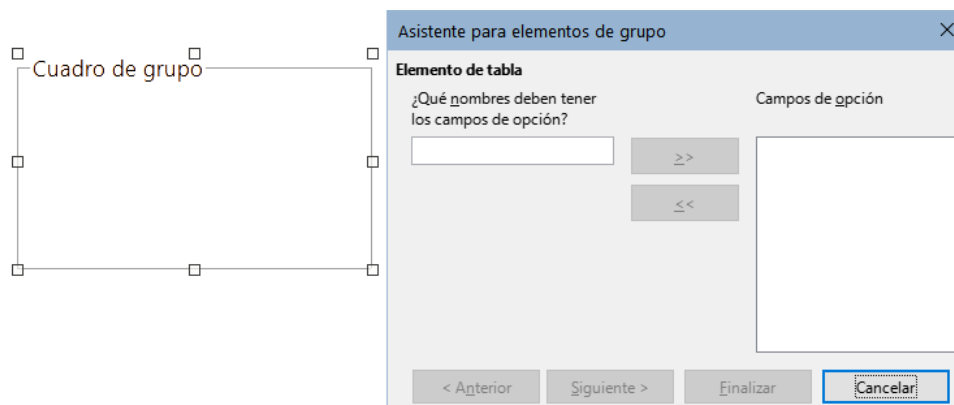 Cuadro de grupo
Asistente para elementos de grupo
Elemento de tabla
¿Qué nombres deben tener
los campos de opción?
Campos de opción
>>
<<
< Anterior
Siguiente >
Finalizar
Cancelar